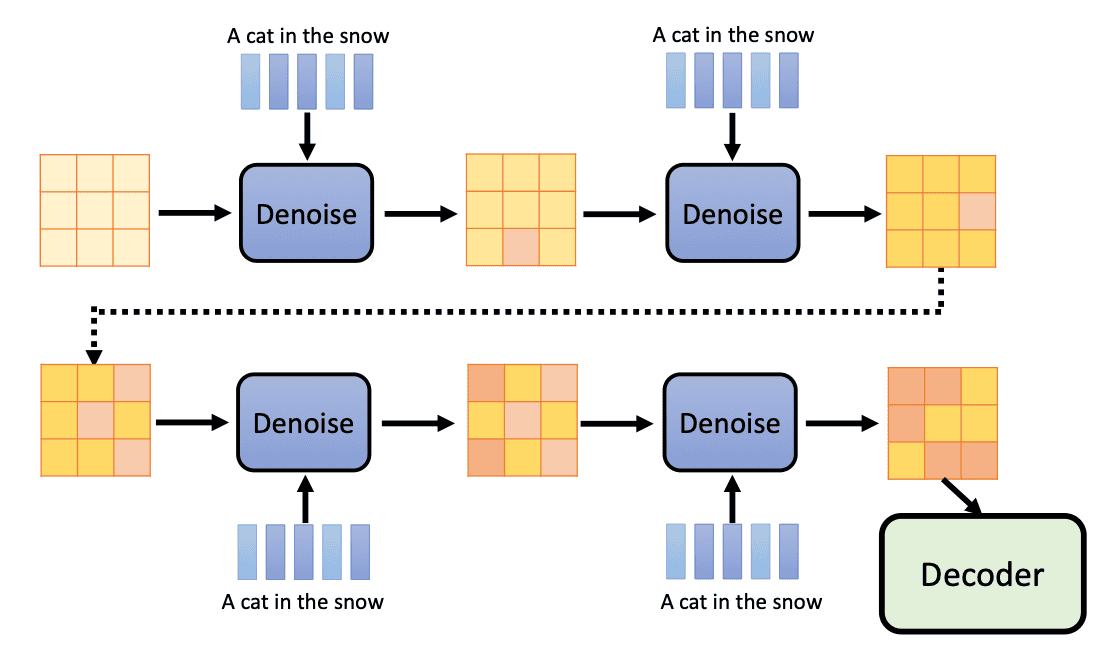 A cat in the snow
A cat in the snow
Denoise
Denoise
Denoise
Denoise
A cat in the snow
A cat in the snow
Decoder